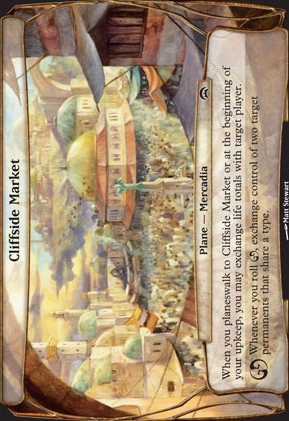 Cliffside Market
Plane — Mercadia
When you planeswalk to Cliffside Market or at the beginning of
your upkeep, you may exchange life totals with target player.
Whenever you roll , exchange control of two target
permanents that share a type.
Matt Stewart